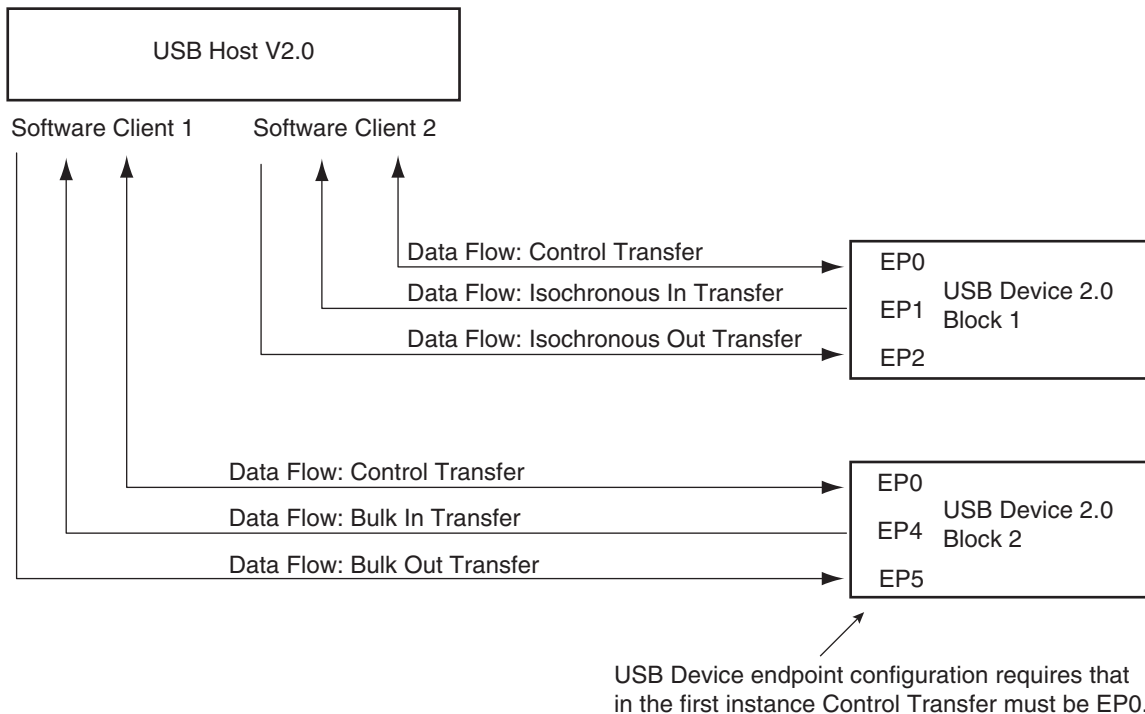 USB Host V2.0
Software Client 1
Software Client 2
Data Flow: Control Transfer
Data Flow: Isochronous In Transfer
Data Flow: Isochronous Out Transfer
EP0
EP1
EP2
USB Device 2.0
Block 1
Data Flow: Control Transfer
Data Flow: Bulk In Transfer
Data Flow: Bulk Out Transfer
EP0
EP4
EP5
USB Device 2.0
Block 2
USB Device endpoint configuration requires that
in the first instance Control Transfer must be EP0.